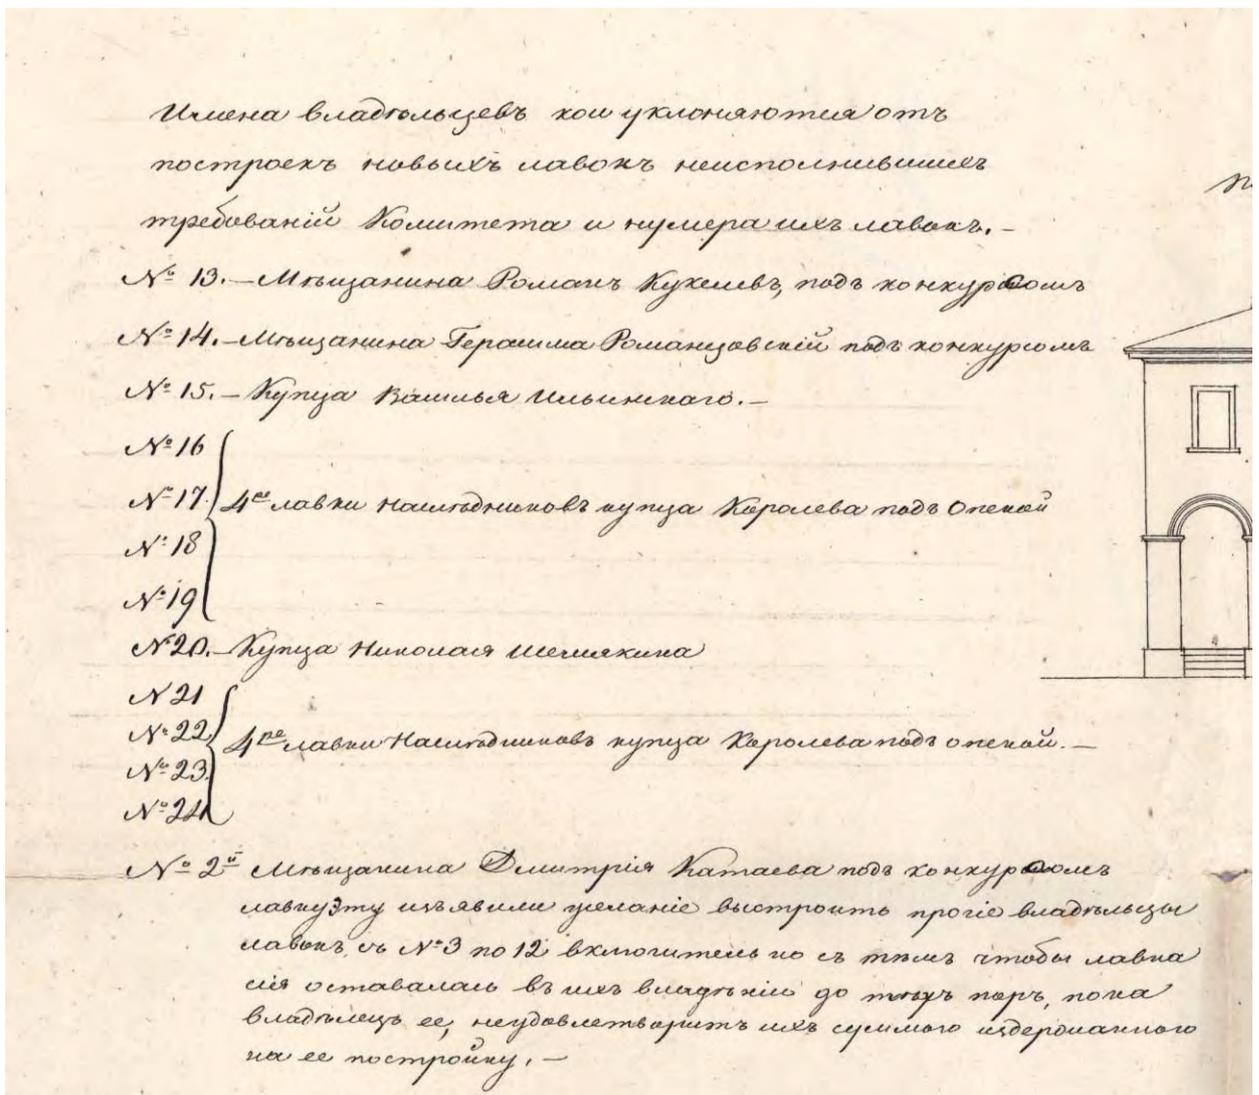 Имена владѣльцевъ кои уклоняются отъ
построекъ новыхъ лавокъ неисполнившихъ
требованій Комитета и нумера ихъ лавокъ. —
№ 13. — Мѣщанина Романъ Кукелевъ, подъ конкурсомъ
№ 14. — Мѣщанина Герасима Романцовскій подъ конкурсомъ
№ 15. — Купца Василья Ильинскаго. —
№ 16
№ 17. 4ре лавки Наслѣдниковъ купца Королева подъ Опекой
№ 18
№ 19
№ 20. — Купца Николая Шемякина
N 21
№ 22 4ре лавки Наслѣдниковъ купца Королева подъ опекой. —
№ 23.
№ 24
№ 2й Мѣщанина Дмитрія Катаева подъ конкурсомъ
лавку Эту изъявили желаніе выстроить прочіе владѣльцы
лавокъ, съ № 3 по 12 включительно съ тѣмъ чтобы лавка
сія оставалась въ ихъ владѣніи до тѣхъ поръ, пока
владѣлецъ ее, неудовлетворитъ ихъ суммою издержанного
на ее постройку. —